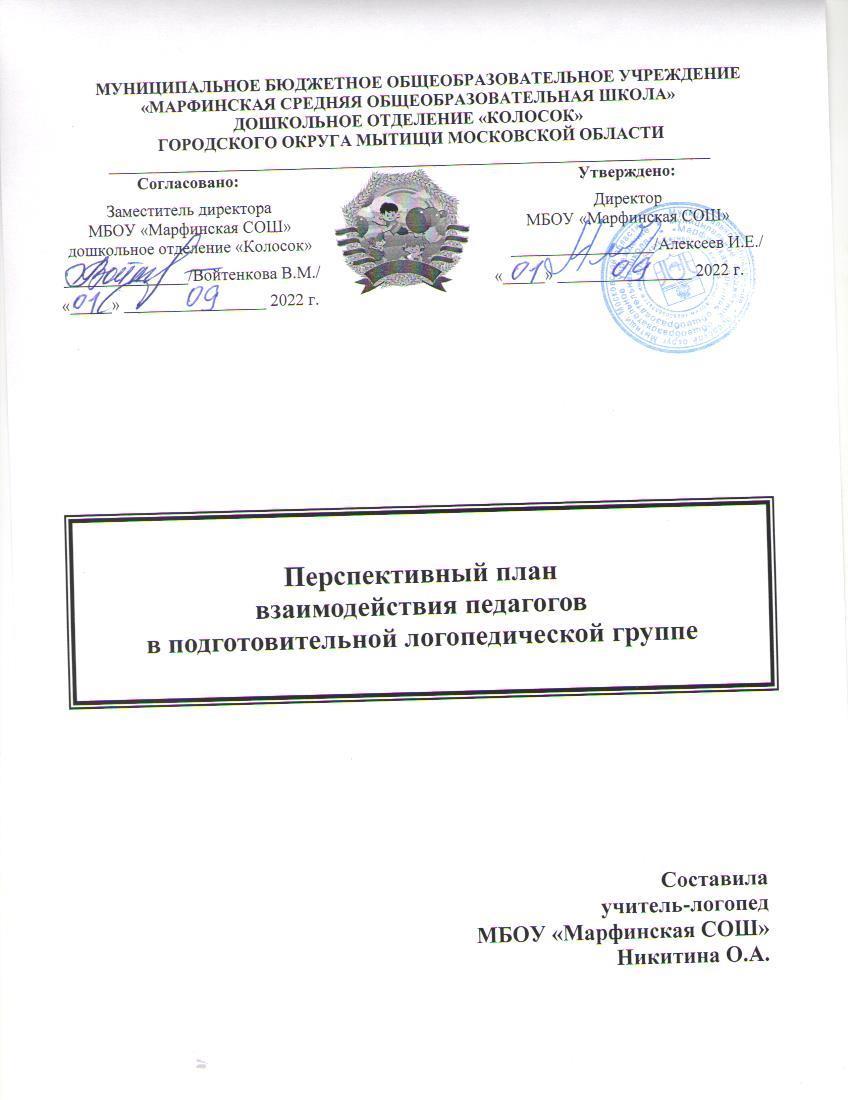 МУНИЦИПАЛЬНОЕ БЮДЖЕТНОЕ ОБЩЕОБРАЗОВАТЕЛЬНОЕ УЧРЕЖДЕНИЕ
«МАРФИНСКАЯ СРЕДНЯЯ ОБЩЕОБРАЗОВАТЕЛЬНАЯ ШКОЛА»
ДОШКОЛЬНОЕ ОТДЕЛЕНИЕ «КОЛОСОК»
ГОРОДСКОГО ОКРУГА МЫТИЩИ МОСКОВСКОЙ ОБЛАСТИ
Согласовано:
Заместитель директора
МБОУ «Марфинская СОШ»
дошкольное отделение «Колосок»
/Войтенкова В.М./
«01» 09 2022 г.
Утверждено:
Директор
МБОУ «Марфинская СОШ»
/Алексеев И.Е./
«01» 09 2022 г.
Перспективный план
взаимодействия педагогов
в подготовительной логопедической группе
Составила
учитель-логопед
МБОУ «Марфинская СОШ»
Никитина О.А.